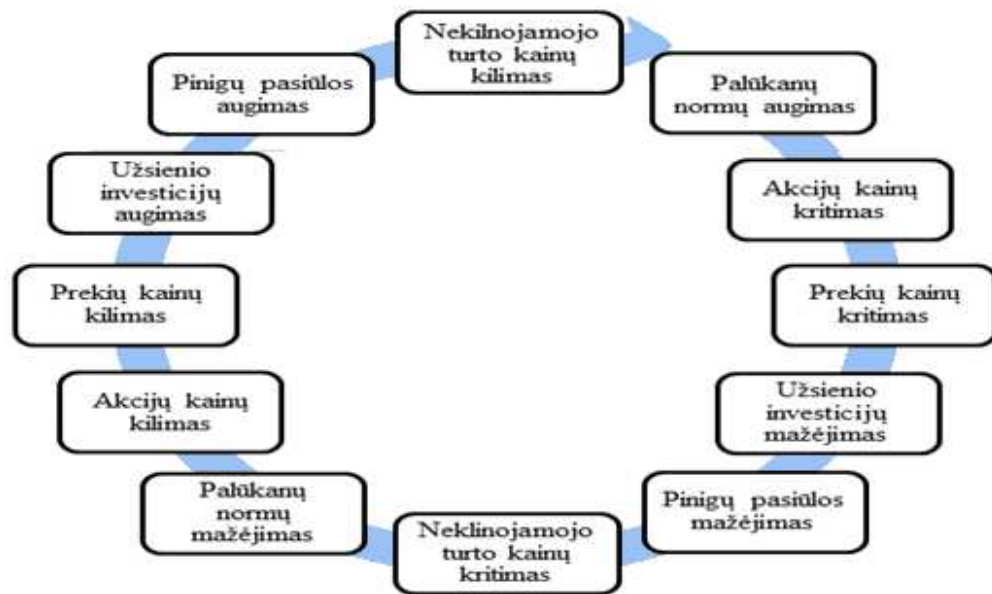 Nekilnojamojo
turto kainų
kilimas
Palūkanų
normų augimas
Akcijų kainų
kritimas
Prekių kainų
kritimas
Užsienio
investicijų
mažėjimas
Pinigų pasiūlos
mažėjimas
Neklinojamojo
turto kainų
kritimas
Palūkanų
normų
mažėjimas
Akcijų kainų
kilimas
Prekių kainų
kilimas
Užsienio
investicijų
augimas
Pinigų pasiūlos
augimas